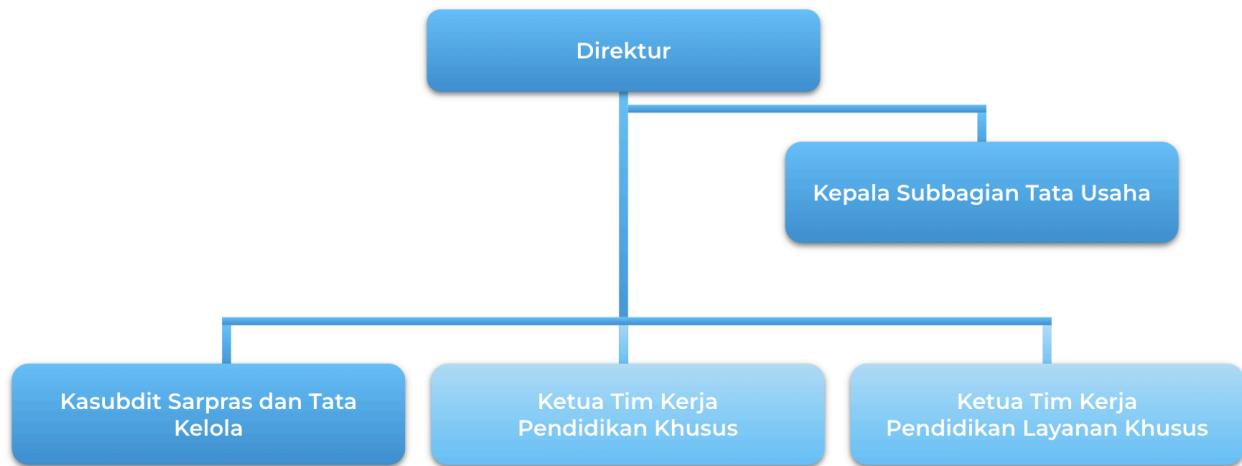 Direktur
Kepala Subbagian Tata Usaha
Kasubdit Sarpras dan Tata
Kelola
Ketua Tim Kerja
Pendidikan Khusus
Ketua Tim Kerja
Pendidikan Layanan Khusus